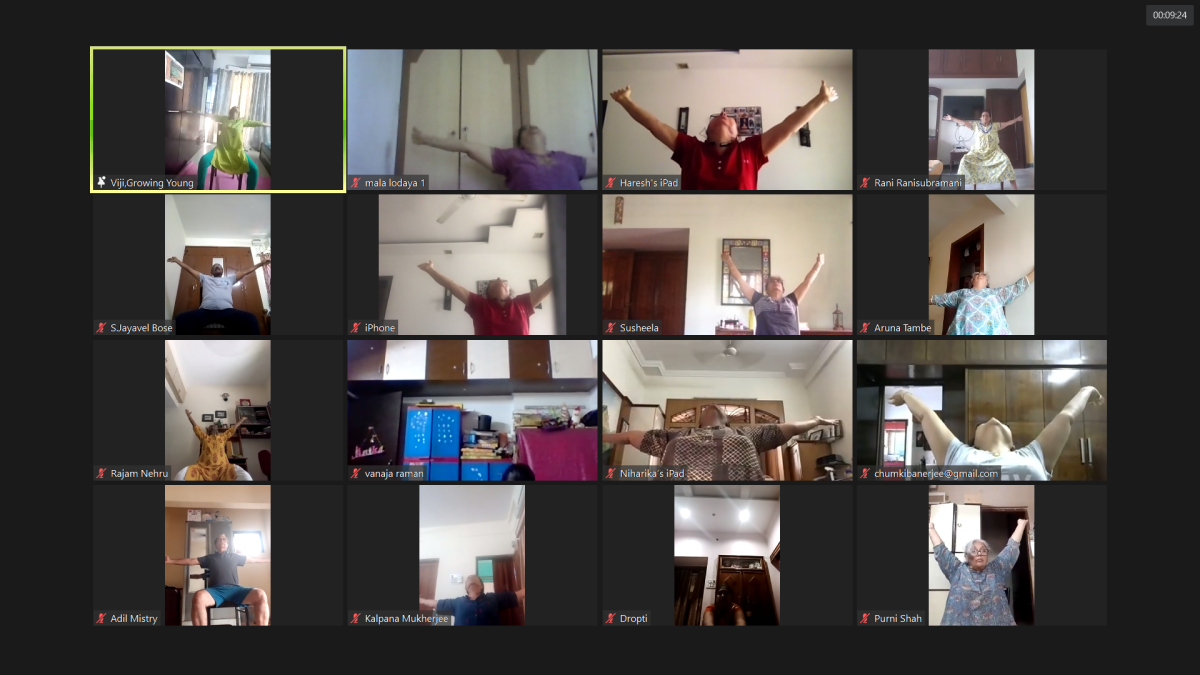 00:09:24
Viji,Growing Young
mala lodaya 1
Haresh's iPad
Rani Ranisubramani
S.Jayavel Bose
iPhone
Susheela
Aruna Tambe
Rajam Nehru
vanaja raman
Niharika's iPad
chumkibanerjee@gmail.com
Adil Mistry
Kalpana Mukherjee
Dropti
Purni Shah